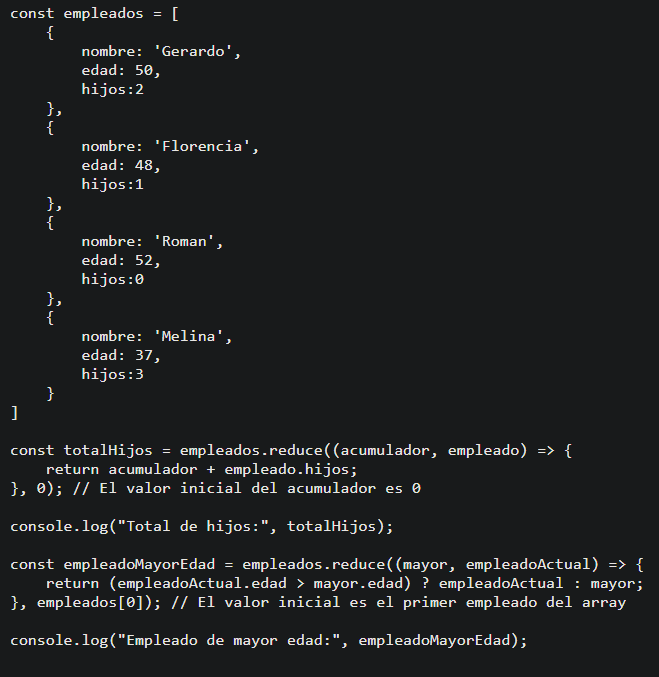 const empleados = [
    {
        nombre: 'Gerardo',
        edad: 50,
        hijos:2
    },
    {
        nombre: 'Florencia',
        edad: 48,
        hijos:1
    },
    {
        nombre: 'Roman',
        edad: 52,
        hijos:0
    },
    {
        nombre: 'Melina',
        edad: 37,
        hijos:3
    }
]

const totalHijos = empleados.reduce((acumulador, empleado) => {
    return acumulador + empleado.hijos;
}, 0); // El valor inicial del acumulador es 0

console.log("Total de hijos:", totalHijos);

const empleadoMayorEdad = empleados.reduce((mayor, empleadoActual) => {
    return (empleadoActual.edad > mayor.edad) ? empleadoActual : mayor;
}, empleados[0]); // El valor inicial es el primer empleado del array

console.log("Empleado de mayor edad:", empleadoMayorEdad);